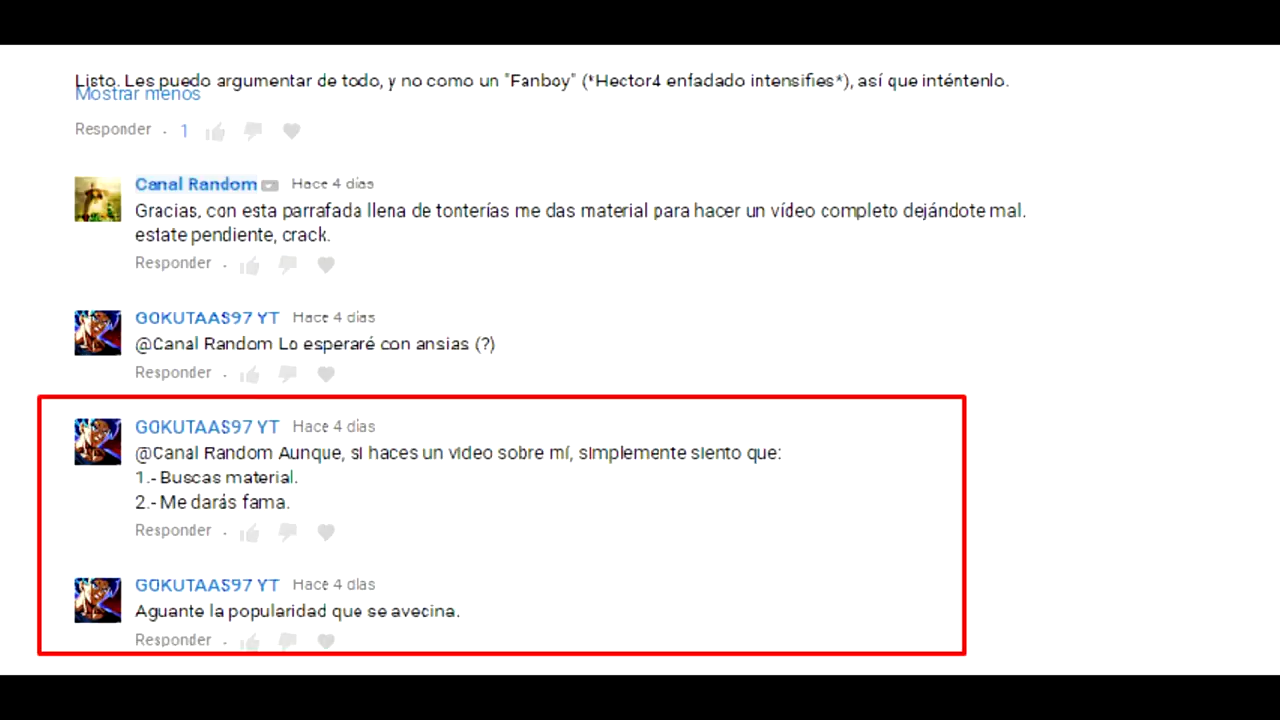 Listo. Les puedo argumentar de todo, y no como un "Fanboy" (*Hector4 enfadado intensifies*), así que inténtenlo.
Mostrar menos
Responder . 1
Canal Random Hace 4 días
Gracias, con esta parrafada llena de tonterías me das material para hacer un vídeo completo dejándote mal.
estate pendiente, crack.
Responder .
GOKUTAAS97 YT Hace 4 días
@Canal Random Lo esperaré con ansias (?)
Responder .
GOKUTAAS97 YT Hace 4 días
@Canal Random Aunque, si haces un video sobre mí, simplemente siento que:
1.- Buscas material.
2.- Me darás fama.
Responder .
GOKUTAAS97 YT Hace 4 días
Aguante la popularidad que se avecina.
Responder .